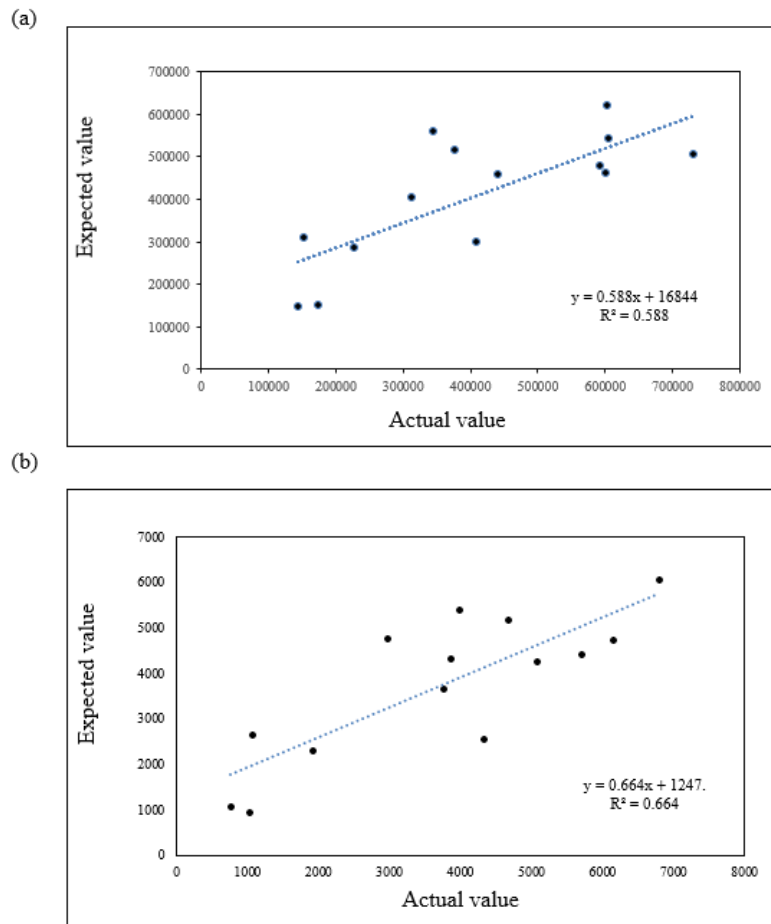 (a)
700000
600000
500000
400000
300000
200000
100000
0
Expected value
y = 0.588x + 16844
R² = 0.588
0 100000 200000 300000 400000 500000 600000 700000 800000
Actual value
(b)
7000
6000
5000
4000
3000
2000
1000
0
Expected value
y = 0.664x + 1247.
R² = 0.664
0 1000 2000 3000 4000 5000 6000 7000 8000
Actual value